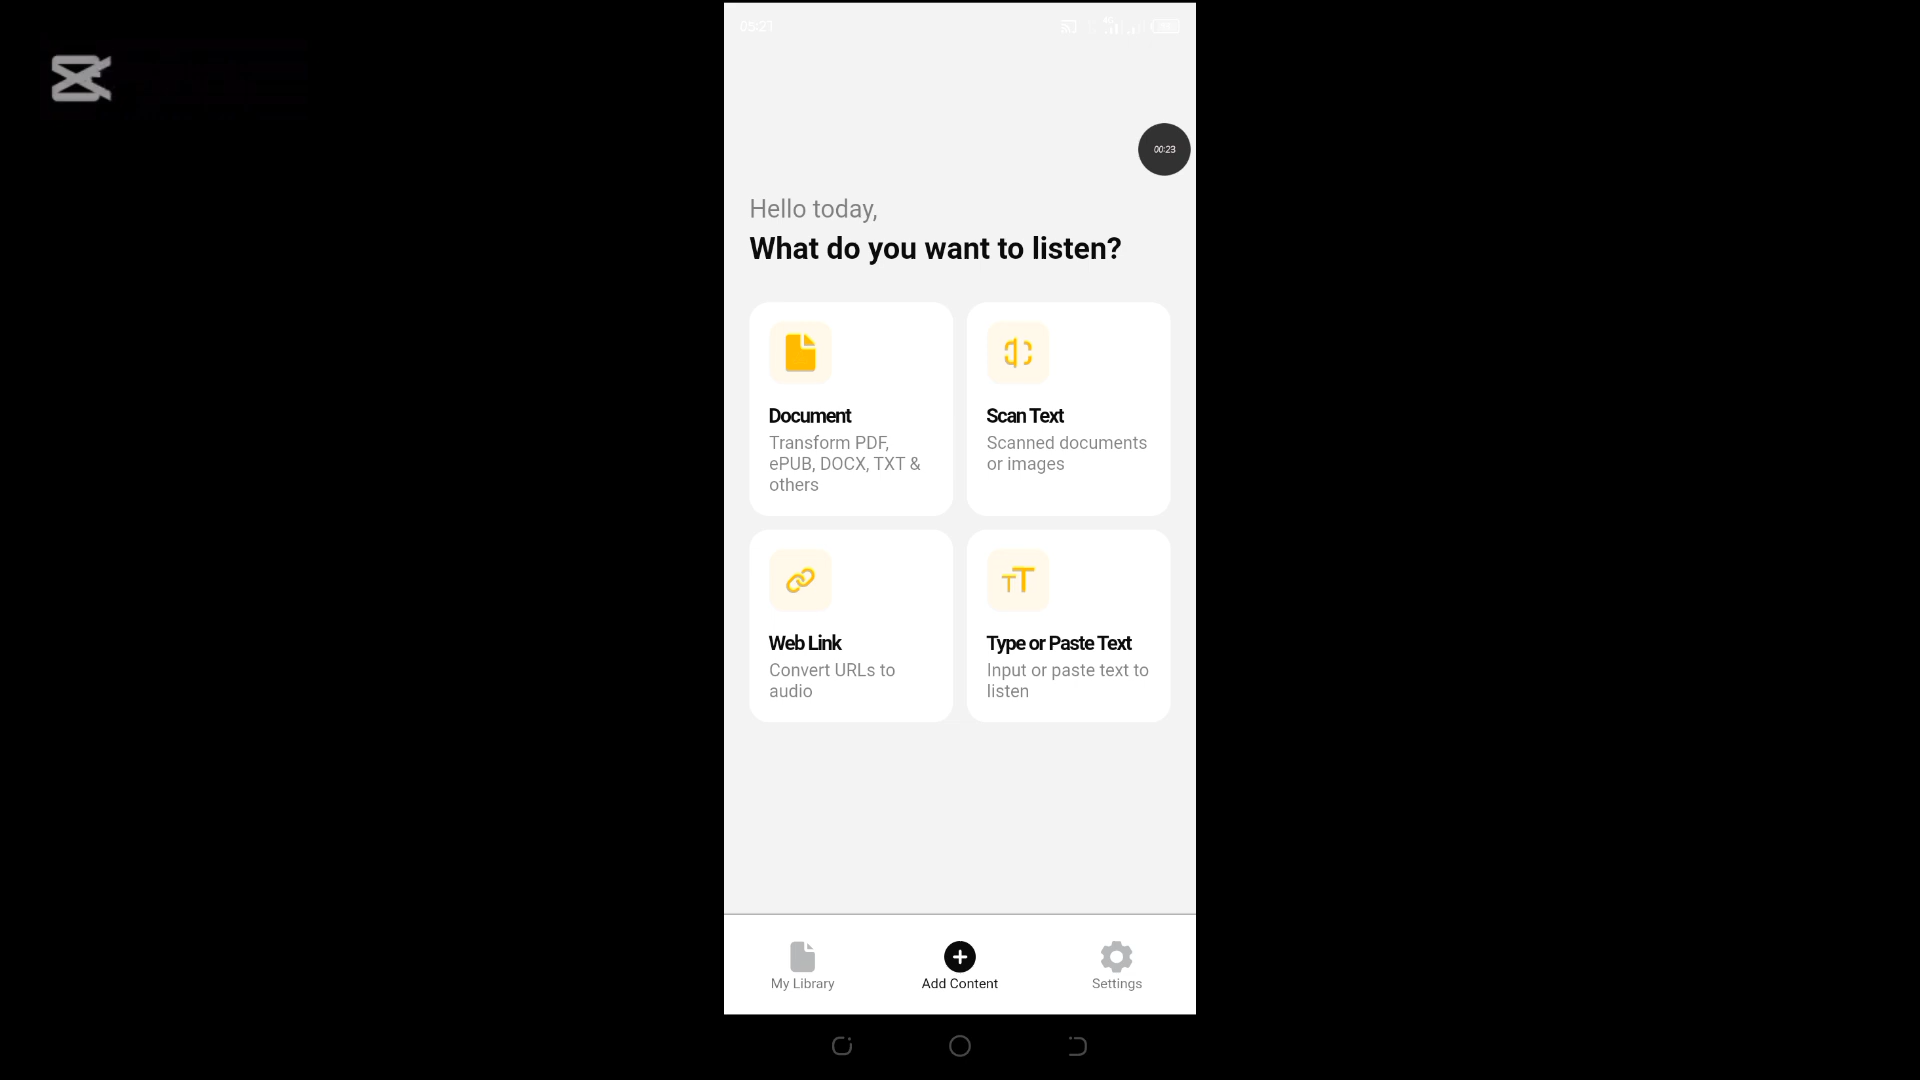 05:21
00:23
Hello today,
What do you want to listen?
Document
Transform PDF,
ePUB, DOCX, TXT &
others
Scan Text
Scanned documents
or images
Web Link
Convert URLs to
audio
Type or Paste Text
Input or paste text to
listen
My Library
Add Content
Settings